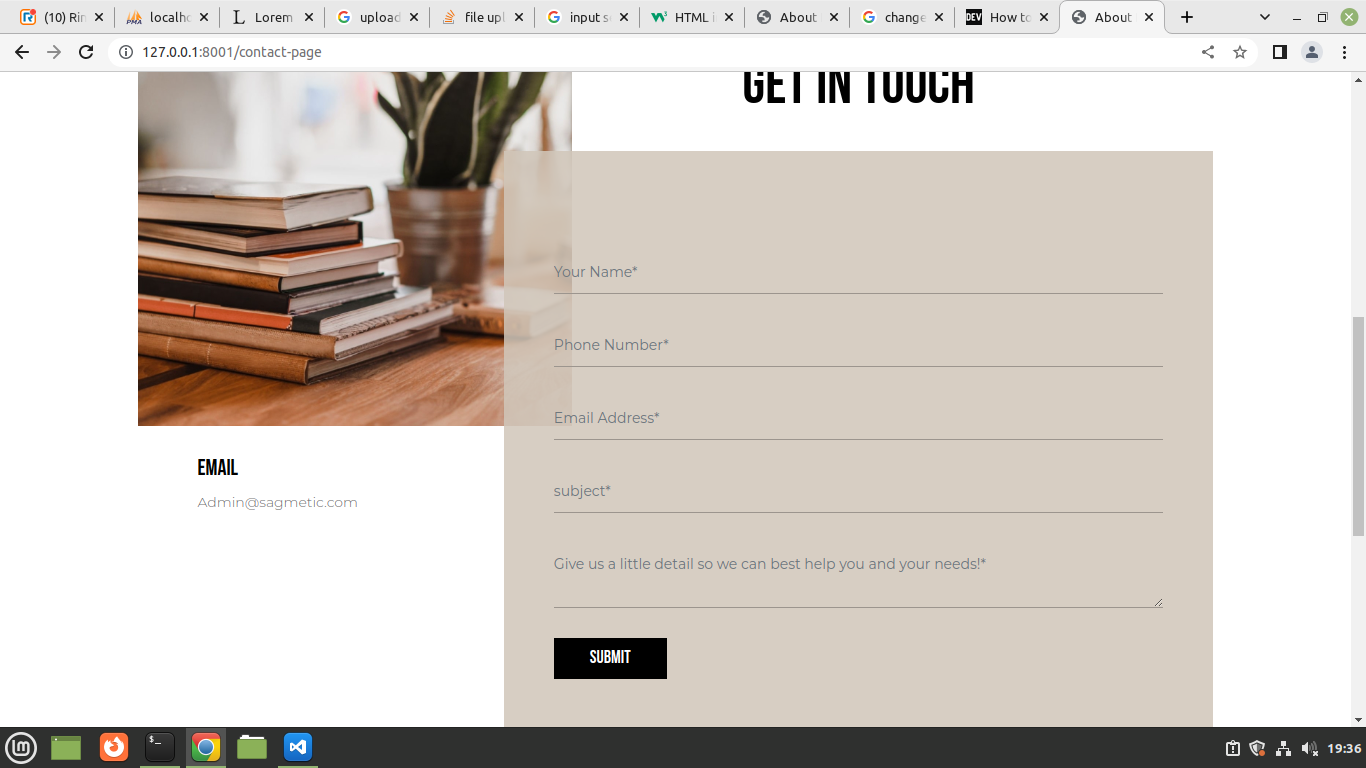 (10) Rin
localho
Lorem
upload
file upl
input se
HTML i
About
change
How to
About
127.0.0.1:8001/contact-page
GET IN TOUCH
Your Name*
Phone Number*
Email Address*
subject*
Give us a little detail so we can best help you and your needs!*
SUBMIT
EMAIL
Admin@sagmetic.com
19:36